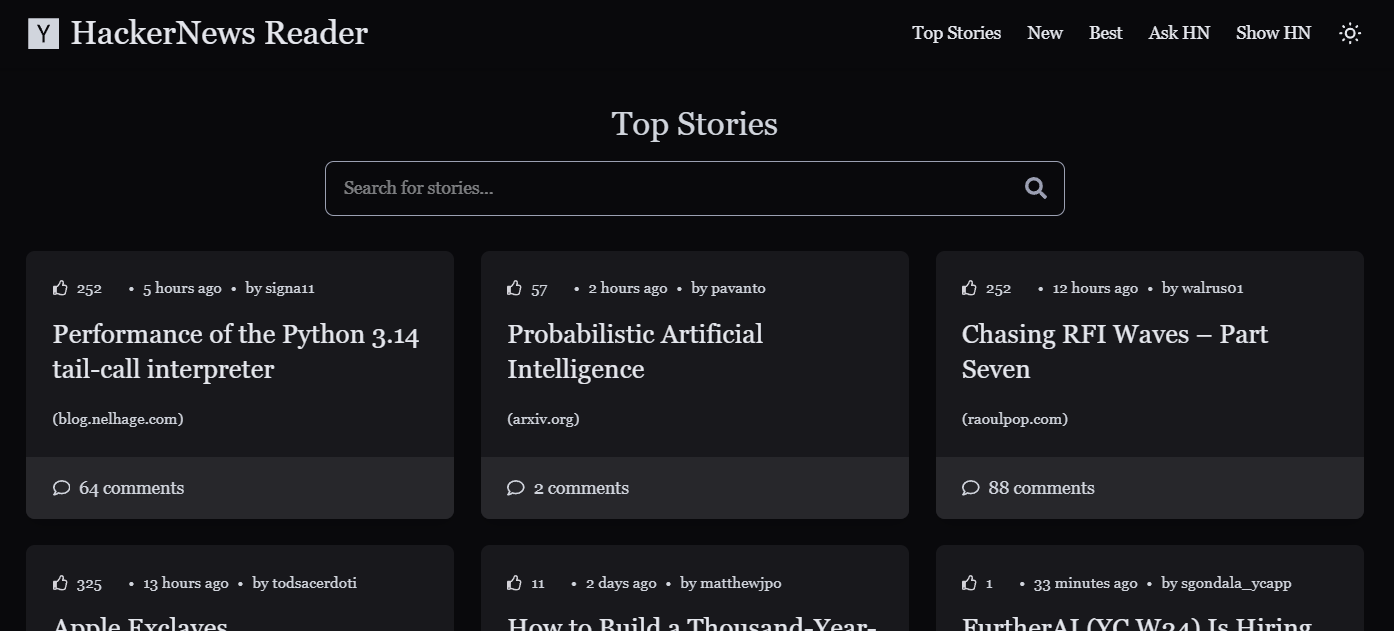 Y HackerNews Reader
Top Stories New Best Ask HN Show HN
Top Stories
Search for stories...
252 • 5 hours ago • by signa11
Performance of the Python 3.14
tail-call interpreter
(blog.nelhage.com)
64 comments
57 • 2 hours ago • by pavanto
Probabilistic Artificial
Intelligence
(arxiv.org)
2 comments
252 • 12 hours ago • by walrus01
Chasing RFI Waves – Part
Seven
(raoulpop.com)
88 comments
325 • 13 hours ago • by todsacerdoti
Apple Exclaves
11 • 2 days ago • by matthewjpo
How to Build a Thousand-Year-
1 • 33 minutes ago • by sgondala_ycapp
FurtherAI (YC W24) Is Hiring